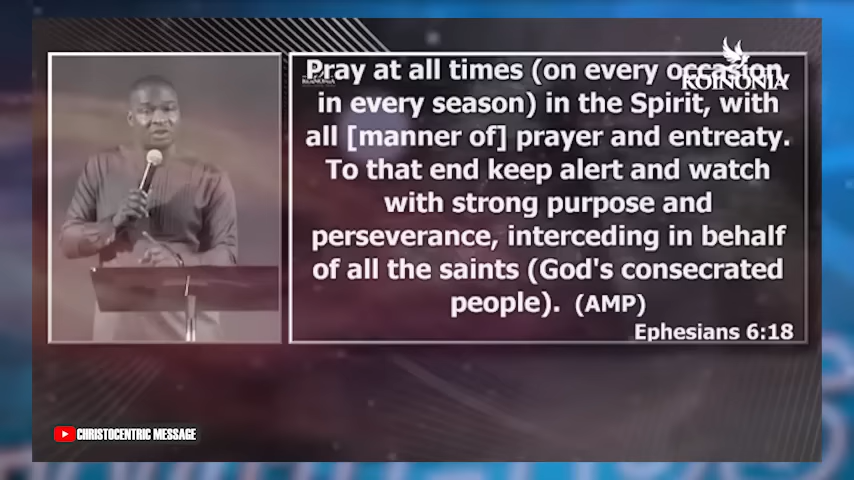 Pray at all times (on every occasion,
in every season) in the Spirit, with
all [manner of] prayer and entreaty.
To that end keep alert and watch
with strong purpose and
perseverance, interceding in behalf
of all the saints (God's consecrated
people). (AMP)
Ephesians 6:18
KOINONIA
CHRISTOCENTRIC MESSAGE